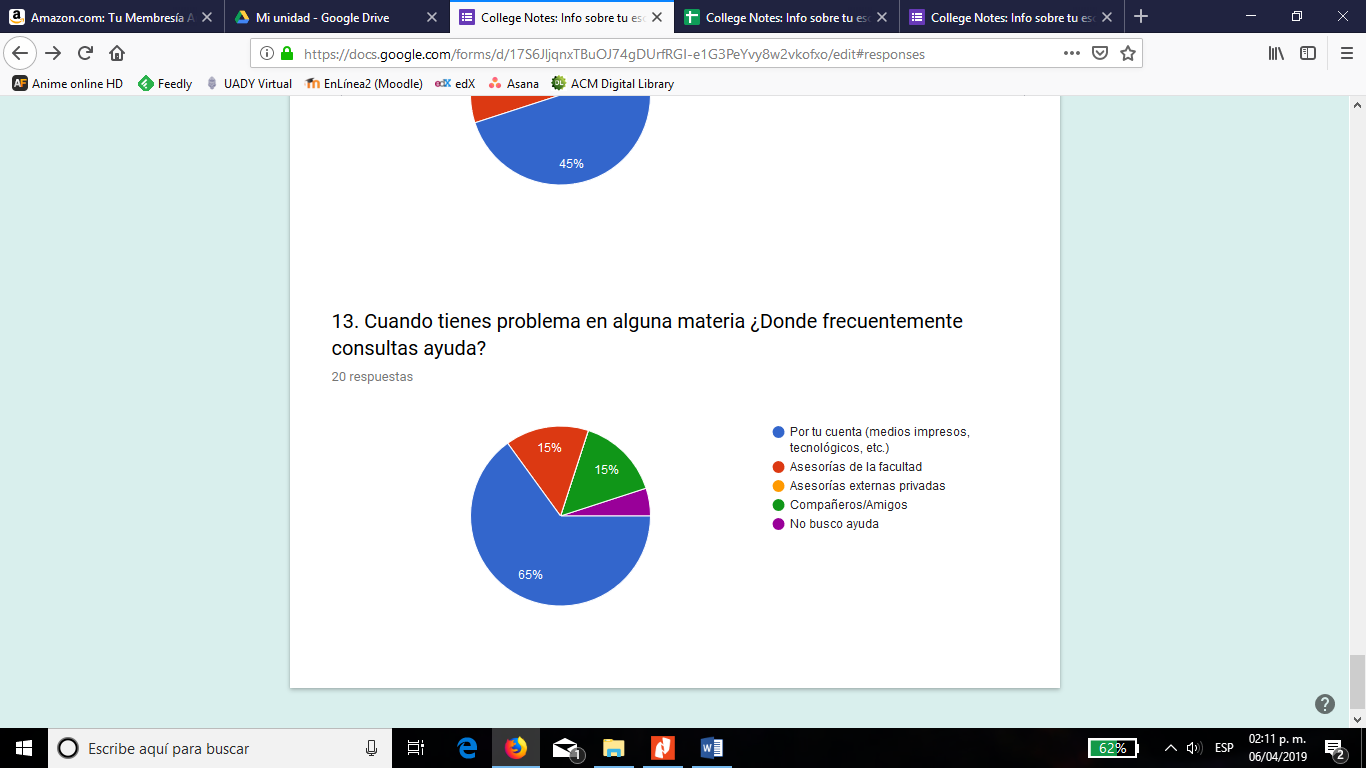 Amazon.com: Tu Membresía A
Mi unidad - Google Drive
College Notes: Info sobre tu es
College Notes: Info sobre tu es
College Notes: Info sobre tu es
https://docs.google.com/forms/d/17S6JljqnxTBuOJ74gDUrfRGI-e1G3PeYvy8w2vkofxo/edit#responses
Anime online HD
Feedly
UADY Virtual
EnLínea2 (Moodle)
edX
Asana
ACM Digital Library
45%
13. Cuando tienes problema en alguna materia ¿Donde frecuentemente
consultas ayuda?
20 respuestas
15%
15%
65%
Por tu cuenta (medios impresos,
tecnológicos, etc.)
Asesorías de la facultad
Asesorías externas privadas
Compañeros/Amigos
No busco ayuda
Escribe aquí para buscar
1
62%
ESP
02:11 p. m.
06/04/2019
2